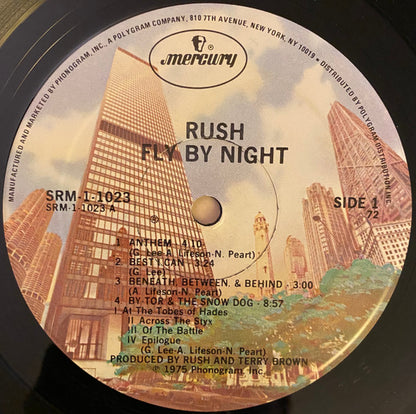 MANUFACTURED AND MARKETED BY PHONOGRAM, INC., A POLYGRAM COMPANY, 810 7TH AVENUE, NEW YORK, NY 10019 • DISTRIBUTED BY POLYGRAM DISTRIBUTION, INC.
mercury
RUSH
FLY BY NIGHT
SRM-1-1023
SRM-1-1023 A
SIDE 1
72
1. ANTHEM - 4:10
(G. Lee-A. Lifeson-N. Peart)
2. BEST I CAN - 3:24
(G. Lee)
3. BENEATH, BETWEEN, & BEHIND - 3:00
(A. Lifeson-N. Peart)
4. BY TOR & THE SNOW DOG - 8:57
I At the Tobes of Hades
II Across the Styx
III Of The Battle
IV Epilogue
(G. Lee-A. Lifeson-N. Peart)
PRODUCED BY RUSH AND TERRY BROWN
℗ 1975 Phonogram, Inc.